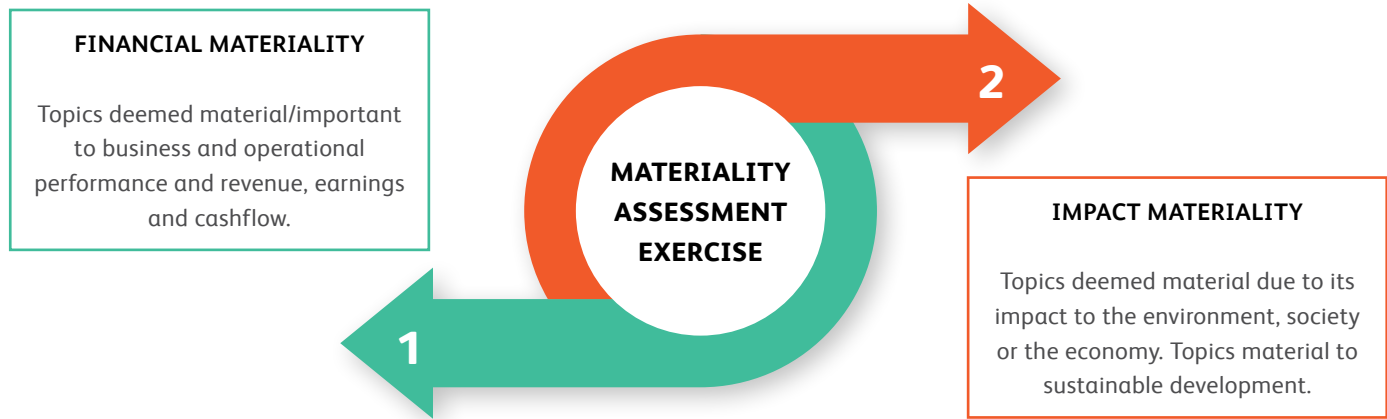 FINANCIAL MATERIALITY
Topics deemed material/important
to business and operational
performance and revenue, earnings
and cashflow.
1
MATERIALITY
ASSESSMENT
EXERCISE
2
IMPACT MATERIALITY
Topics deemed material due to its
impact to the environment, society
or the economy. Topics material to
sustainable development.